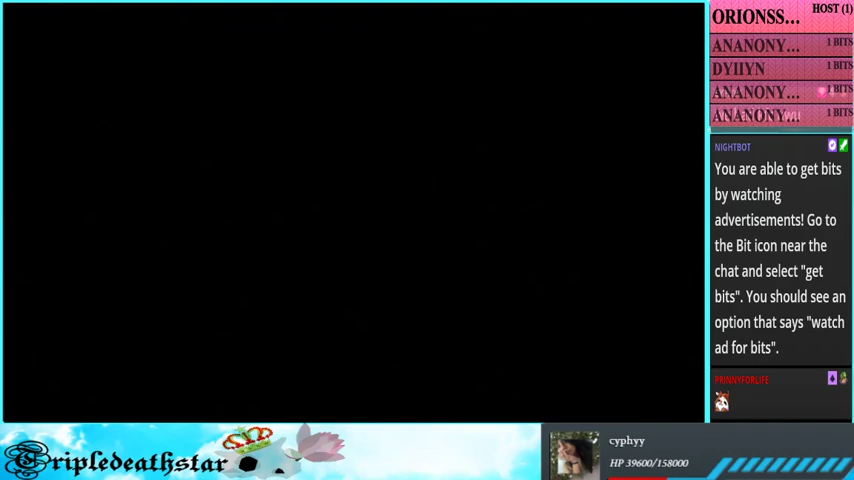 ORIONSS...
HOST (1)
ANANONY...
1 BITS
DYIIYN
1 BITS
ANANONY...
1 BITS
ANANONY...
1 BITS
NIGHTBOT
You are able to get bits
by watching
advertisements! Go to
the Bit icon near the
chat and select "get
bits". You should see an
option that says "watch
ad for bits".
PRINNYFORLIFE
Tripledeathstar
cyphyy
HP 39600/158000